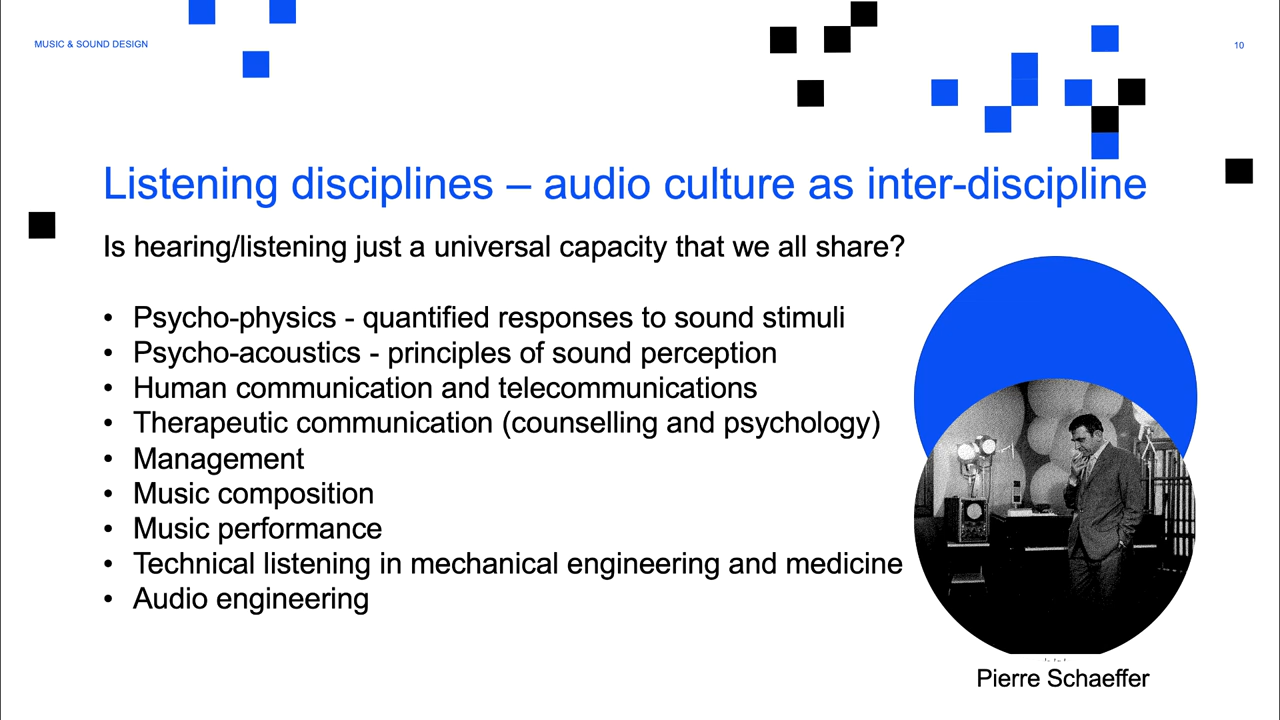 MUSIC & SOUND DESIGN
10
Listening disciplines – audio culture as inter-discipline
Is hearing/listening just a universal capacity that we all share?
• Psycho-physics - quantified responses to sound stimuli
• Psycho-acoustics - principles of sound perception
• Human communication and telecommunications
• Therapeutic communication (counselling and psychology)
• Management
• Music composition
• Music performance
• Technical listening in mechanical engineering and medicine
• Audio engineering
Pierre Schaeffer